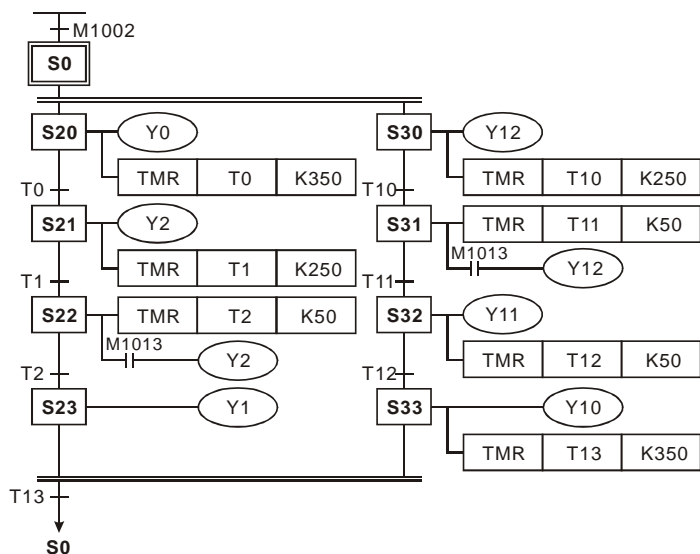 M1002
S0
S20 Y0 S30 Y12
TMR T0 K350 TMR T10 K250
T0 T10
S21 Y2 S31 TMR T11 K50
TMR T1 K250 M1013 Y12
T1 T11
S22 TMR T2 K50 S32 Y11
M1013 Y2 TMR T12 K50
T2 T12
S23 Y1 S33 Y10
TMR T13 K350
T13
S0